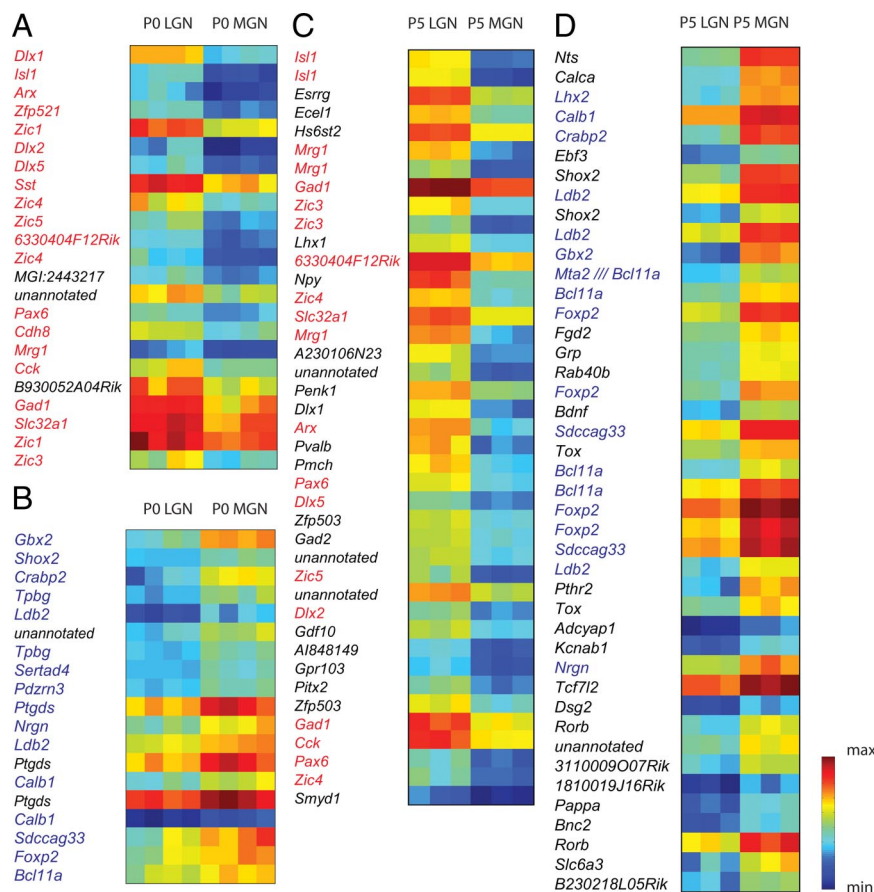 A
P0 LGN P0 MGN
Dlx1
Isl1
Arx
Zfp521
Zic1
Dlx2
Dlx5
Sst
Zic4
Zic5
6330404F12Rik
Zic4
MGI:2443217
unannotated
Pax6
Cdh8
Mrg1
Cck
B930052A04Rik
Gad1
Slc32a1
Zic1
Zic3
B
P0 LGN P0 MGN
Gbx2
Shox2
Crabp2
Tpbg
Ldb2
unannotated
Tpbg
Sertad4
Pdzrn3
Ptgds
Nrgn
Ldb2
Ptgds
Calb1
Ptgds
Calb1
Sdccag33
Foxp2
Bcl11a
C
P5 LGN P5 MGN
Isl1
Isl1
Esrrg
Ecel1
Hs6st2
Mrg1
Mrg1
Gad1
Zic3
Zic3
Lhx1
6330404F12Rik
Npy
Zic4
Slc32a1
Mrg1
A230106N23
unannotated
Penk1
Dlx1
Arx
Pvalb
Pmch
Pax6
Dlx5
Zfp503
Gad2
unannotated
Zic5
unannotated
Dlx2
Gdf10
AI848149
Gpr103
Pitx2
Zfp503
Gad1
Cck
Pax6
Zic4
Smyd1
D
P5 LGN P5 MGN
Nts
Calca
Lhx2
Calb1
Crabp2
Ebf3
Shox2
Ldb2
Shox2
Ldb2
Gbx2
Mta2 /// Bcl11a
Bcl11a
Foxp2
Fgd2
Grp
Rab40b
Foxp2
Bdnf
Sdccag33
Tox
Bcl11a
Bcl11a
Foxp2
Foxp2
Sdccag33
Ldb2
Pthr2
Tox
Adcyap1
Kcnab1
Nrgn
Tcf7l2
Dsg2
Rorb
unannotated
3110009O07Rik
1810019J16Rik
Pappa
Bnc2
Rorb
Slc6a3
B230218L05Rik
max
min